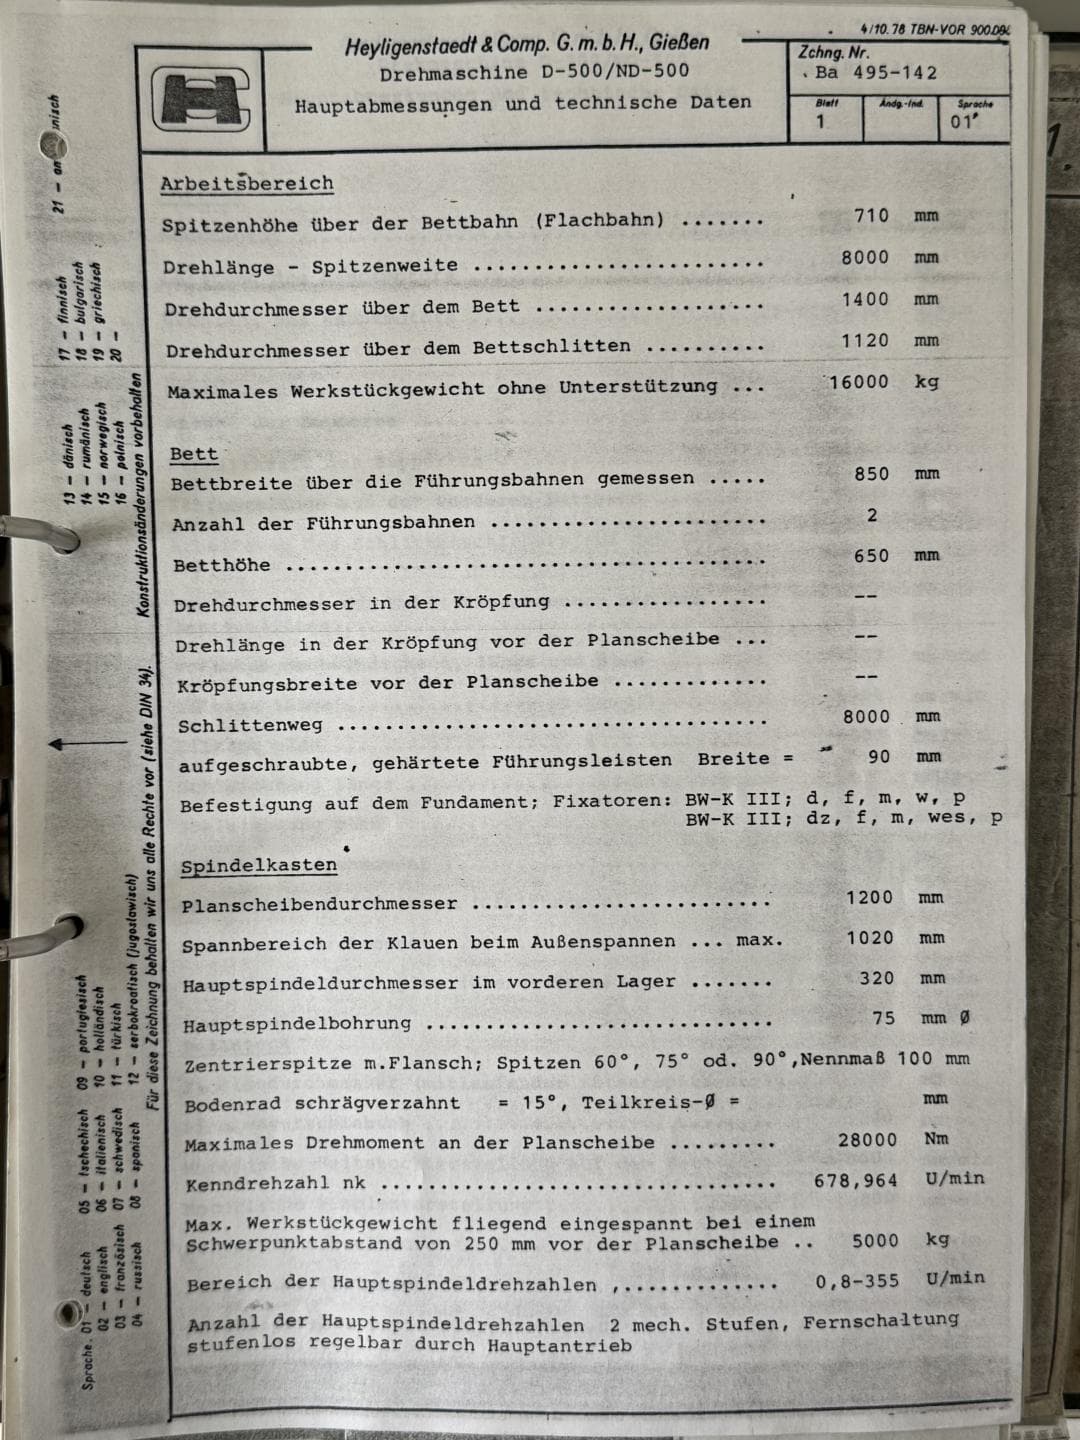 4/10.78 TBN-VOR 900.090
Heyligenstaedt & Comp. G.m.b.H., Gießen
Drehmaschine D-500/ND-500
Hauptabmessungen und technische Daten
Zchng. Nr.
Ba 495-142
Blatt Ändg.-Ind. Sprache
1 01
Arbeitsbereich
Spitzenhöhe über der Bettbahn (Flachbahn) ....... 710 mm
Drehlänge - Spitzenweite ........................ 8000 mm
Drehdurchmesser über dem Bett ................... 1400 mm
Drehdurchmesser über dem Bettschlitten .......... 1120 mm
Maximales Werkstückgewicht ohne Unterstützung ... 16000 kg
Bett
Bettbreite über die Führungsbahnen gemessen ..... 850 mm
Anzahl der Führungsbahnen ....................... 2
Betthöhe ........................................ 650 mm
Drehdurchmesser in der Kröpfung ................. --
Drehlänge in der Kröpfung vor der Planscheibe ... --
Kröpfungsbreite vor der Planscheibe ............. --
Schlittenweg .................................... 8000 mm
aufgeschraubte, gehärtete Führungsleisten Breite = 90 mm
Befestigung auf dem Fundament; Fixatoren: BW-K III; d, f, m, w, p
BW-K III; dz, f, m, wes, p
Spindelkasten
Planscheibendurchmesser ......................... 1200 mm
Spannbereich der Klauen beim Außenspannen ... max. 1020 mm
Hauptspindeldurchmesser im vorderen Lager ....... 320 mm
Hauptspindelbohrung ............................. 75 mm Ø
Zentrierspitze m.Flansch; Spitzen 60°, 75° od. 90°,Nennmaß 100 mm
Bodenrad schrägverzahnt = 15°, Teilkreis-Ø = mm
Maximales Drehmoment an der Planscheibe ......... 28000 Nm
Kenndrehzahl nk ................................. 678,964 U/min
Max. Werkstückgewicht fliegend eingespannt bei einem
Schwerpunktabstand von 250 mm vor der Planscheibe .. 5000 kg
Bereich der Hauptspindeldrehzahlen .............. 0,8-355 U/min
Anzahl der Hauptspindeldrehzahlen 2 mech. Stufen, Fernschaltung
stufenlos regelbar durch Hauptantrieb
Für diese Zeichnung behalten wir uns alle Rechte vor (siehe DIN 34). Konstruktionsänderungen vorbehalten
Sprache: 01 - deutsch
02 - englisch
03 - französisch
04 - russisch
05 - tschechisch
06 - italienisch
07 - schwedisch
08 - spanisch
09 - portugiesisch
10 - holländisch
11 - türkisch
12 - serbokroatisch (jugoslawisch)
13 - dänisch
14 - rumänisch
15 - norwegisch
16 - polnisch
17 - finnisch
18 - bulgarisch
19 - griechisch
20 -
21 -